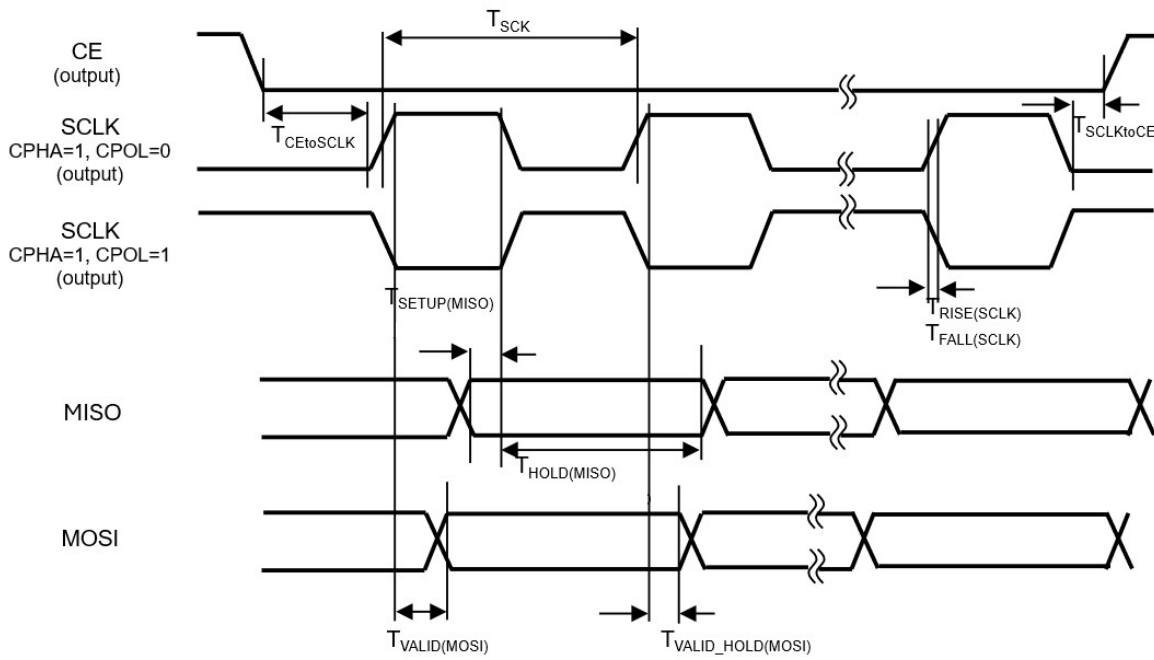 T_SCK
CE
(output)
T_CEtoSCLK
T_SCLKtoCE
SCLK
CPHA=1, CPOL=0
(output)
SCLK
CPHA=1, CPOL=1
(output)
T_SETUP(MISO)
T_RISE(SCLK)
T_FALL(SCLK)
MISO
T_HOLD(MISO)
MOSI
T_VALID(MOSI)
T_VALID_HOLD(MOSI)